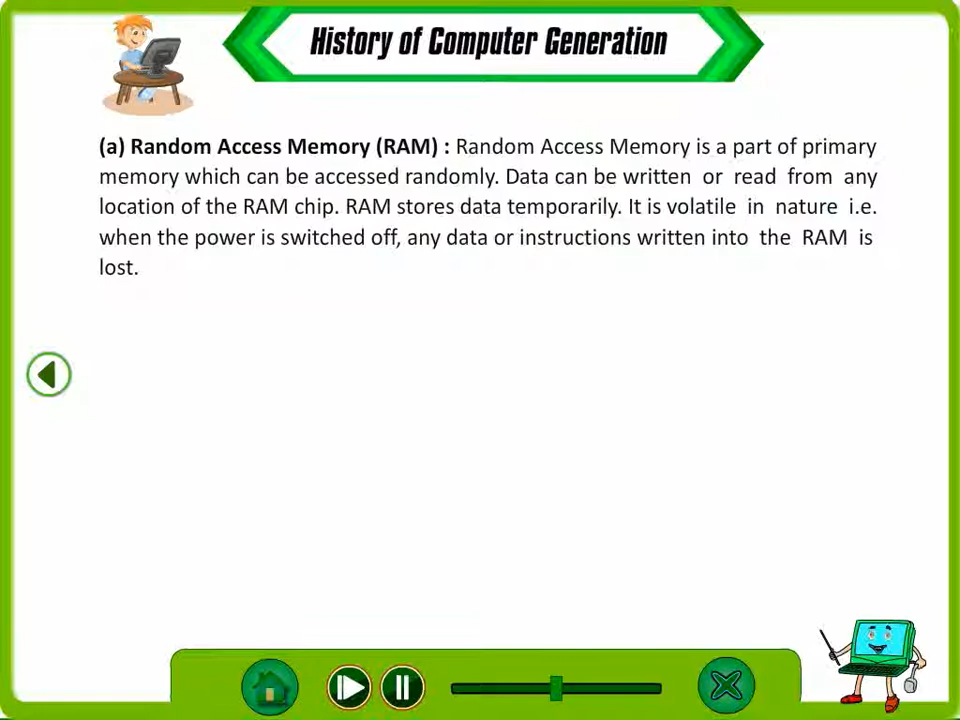 History of Computer Generation
(a) Random Access Memory (RAM) : Random Access Memory is a part of primary
memory which can be accessed randomly. Data can be written or read from any
location of the RAM chip. RAM stores data temporarily. It is volatile in nature i.e.
when the power is switched off, any data or instructions written into the RAM is
lost.